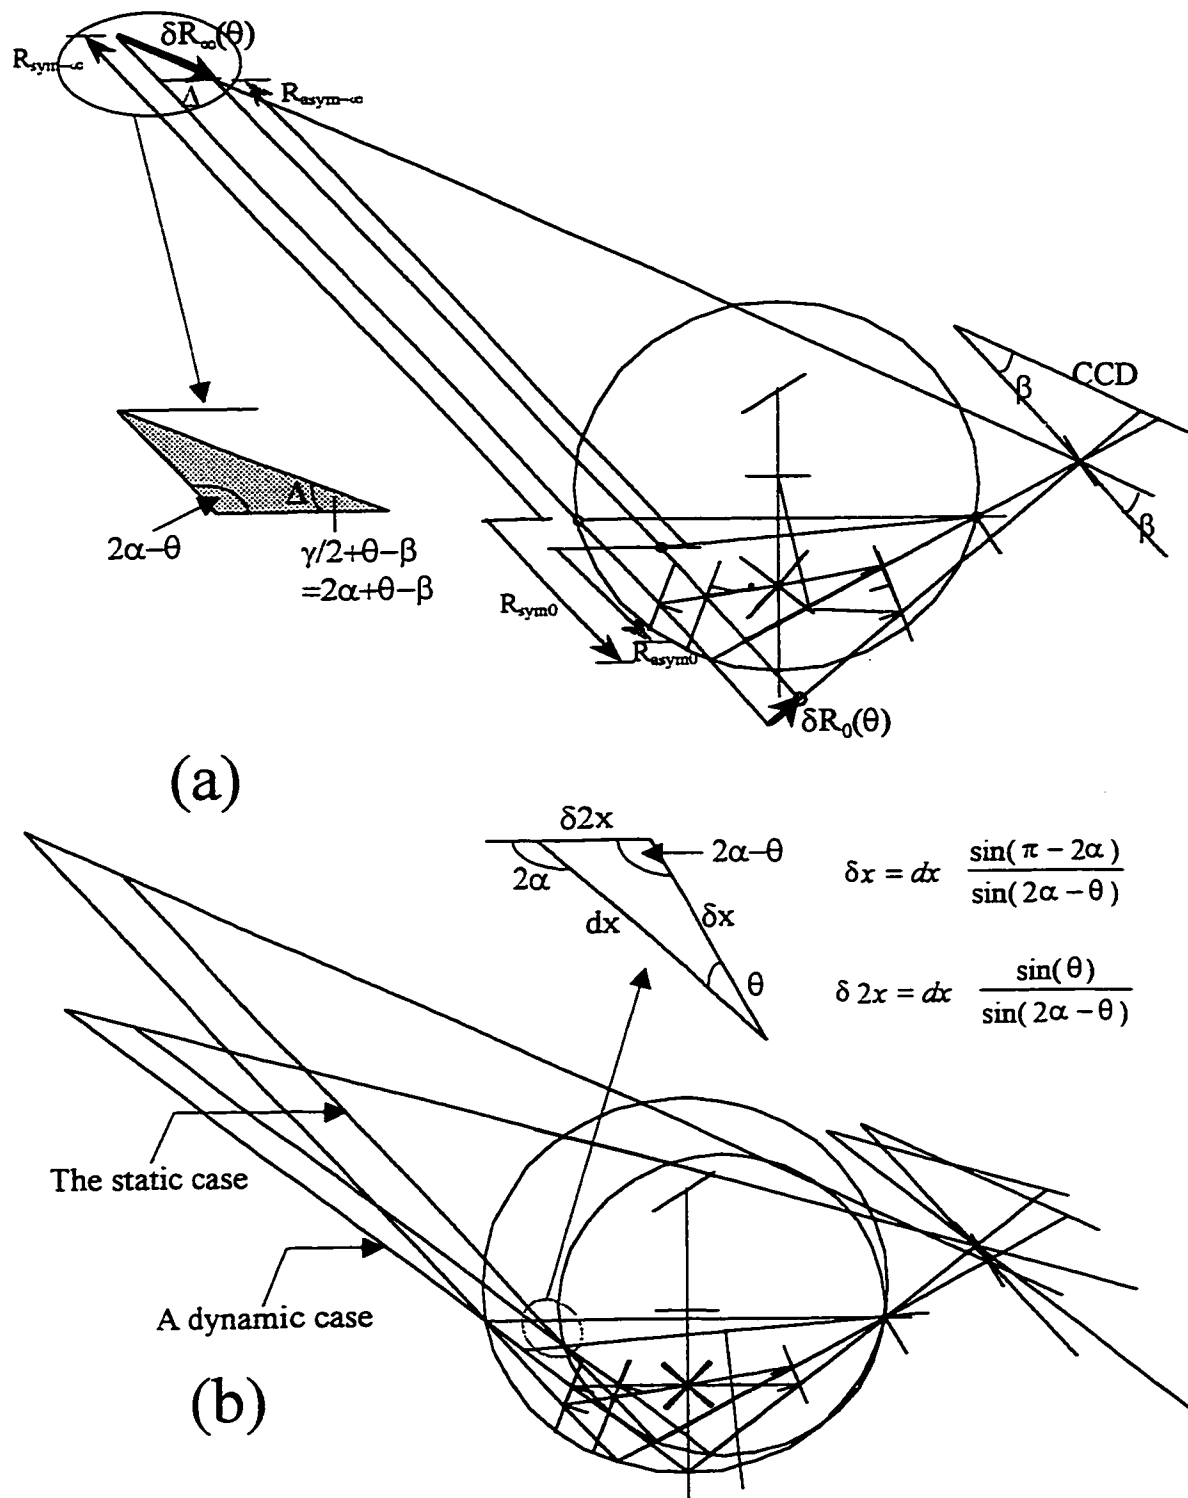 δR∞(θ)
Rsym-∞
Δ
Rasym-∞
CCD
β
β
Δ
2α-θ
γ/2+θ-β
=2α+θ-β
Rsym0
Rasym0
δR0(θ)
(a)
δ2x
2α-θ
2α
dx
δx
θ
δx = dx sin(π - 2α) / sin(2α - θ)
δ2x = dx sin(θ) / sin(2α - θ)
The static case
A dynamic case
(b)